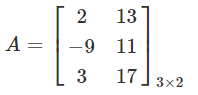 A = [ 2 13
-9 11
3 17 ] 3×2